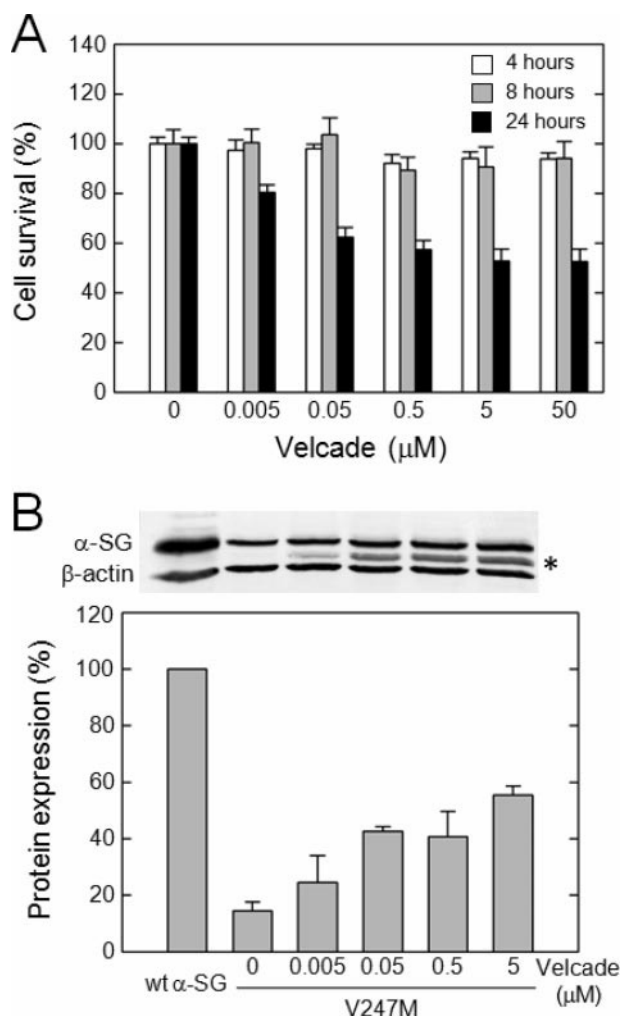 A
140
120
100
80
60
40
20
0
Cell survival (%)
4 hours
8 hours
24 hours
0 0.005 0.05 0.5 5 50
Velcade (μM)
B
α-SG
β-actin
*
120
100
80
60
40
20
0
Protein expression (%)
wt α-SG
0 0.005 0.05 0.5 5 Velcade
(μM)
V247M